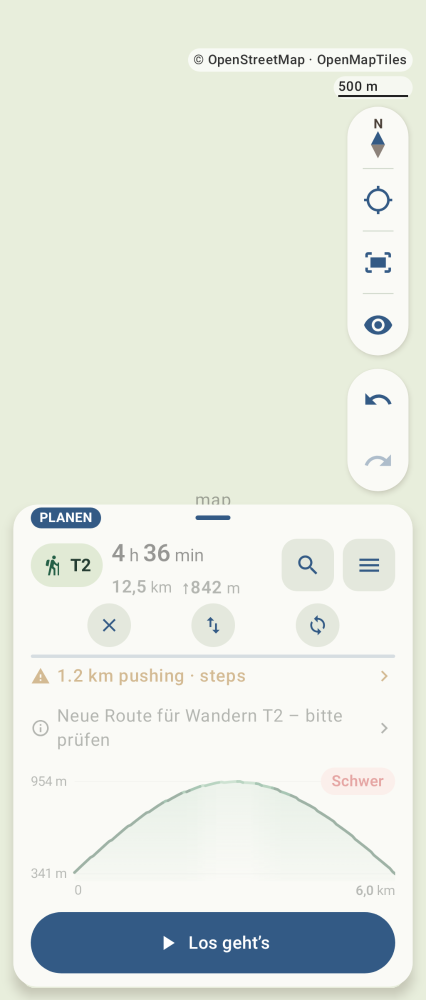 © OpenStreetMap · OpenMapTiles
500 m
N
map
PLANEN
T2
4 h 36 min
12,5 km ↑842 m
1.2 km pushing · steps
Neue Route für Wandern T2 – bitte
prüfen
954 m
Schwer
341 m
0
6,0 km
Los geht's